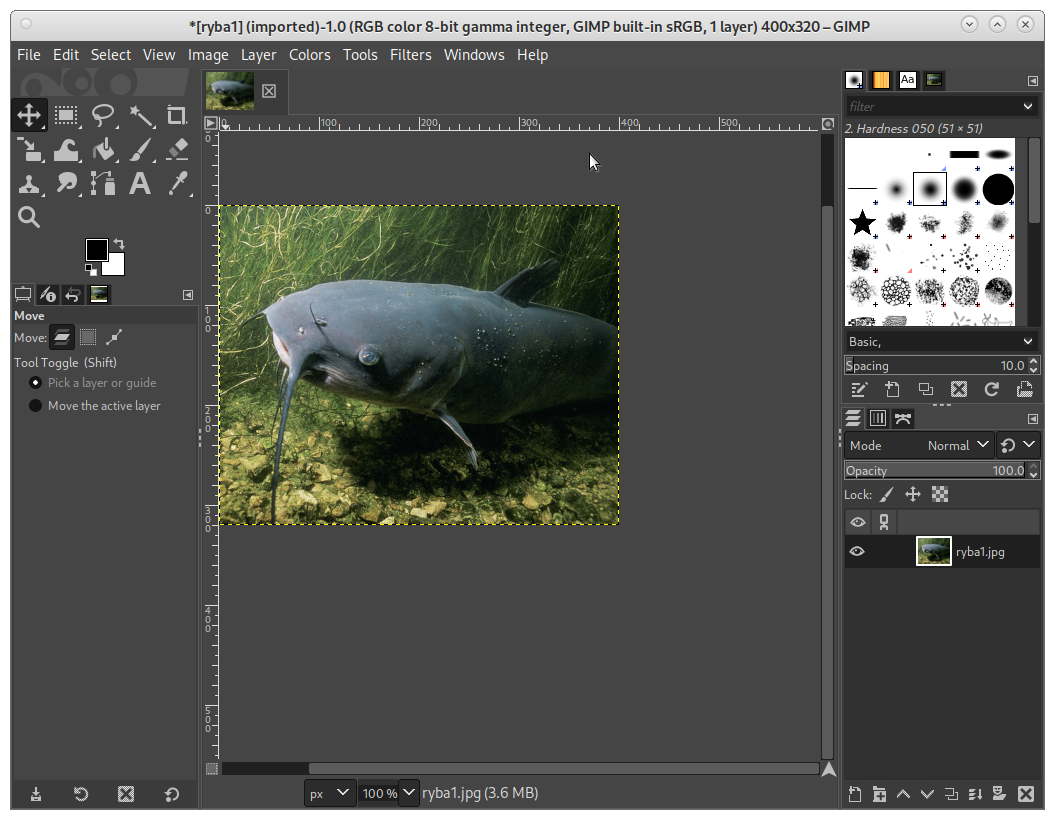 *[ryba1] (imported)-1.0 (RGB color 8-bit gamma integer, GIMP built-in sRGB, 1 layer) 400x320 – GIMP
File Edit Select View Image Layer Colors Tools Filters Windows Help
Aa
filter
0 100 200 300 400 500
2. Hardness 050 (51 × 51)
0
100
200
300
400
500
A
Move
Move:
Tool Toggle (Shift)
Pick a layer or guide
Move the active layer
Basic,
Spacing 10.0
Mode Normal
Opacity 100.0
Lock:
ryba1.jpg
px 100 % ryba1.jpg (3.6 MB)